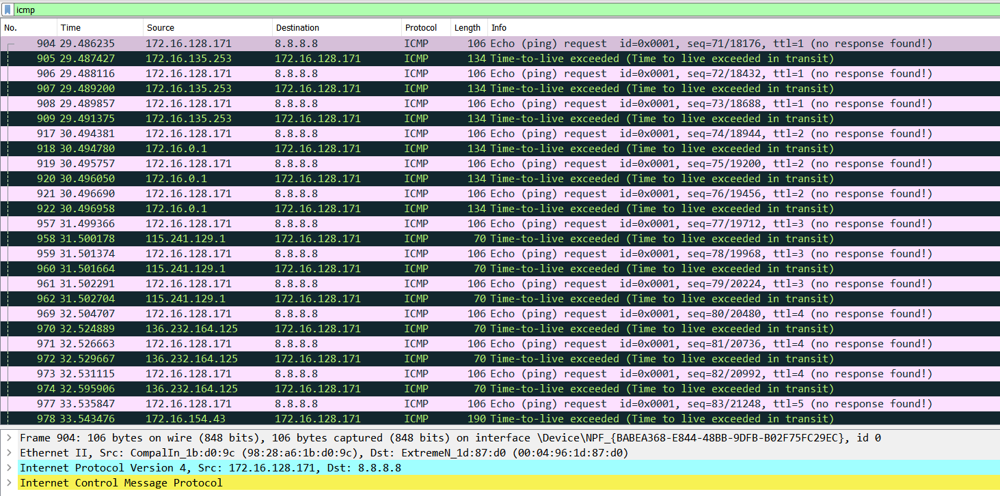 icmp
No. Time Source Destination Protocol Length Info
904 29.486235 172.16.128.171 8.8.8.8 ICMP 106 Echo (ping) request id=0x0001, seq=71/18176, ttl=1 (no response found!)
905 29.487427 172.16.135.253 172.16.128.171 ICMP 134 Time-to-live exceeded (Time to live exceeded in transit)
906 29.488116 172.16.128.171 8.8.8.8 ICMP 106 Echo (ping) request id=0x0001, seq=72/18432, ttl=1 (no response found!)
907 29.489200 172.16.135.253 172.16.128.171 ICMP 134 Time-to-live exceeded (Time to live exceeded in transit)
908 29.489857 172.16.128.171 8.8.8.8 ICMP 106 Echo (ping) request id=0x0001, seq=73/18688, ttl=1 (no response found!)
909 29.491375 172.16.135.253 172.16.128.171 ICMP 134 Time-to-live exceeded (Time to live exceeded in transit)
917 30.494381 172.16.128.171 8.8.8.8 ICMP 106 Echo (ping) request id=0x0001, seq=74/18944, ttl=2 (no response found!)
918 30.494780 172.16.0.1 172.16.128.171 ICMP 134 Time-to-live exceeded (Time to live exceeded in transit)
919 30.495757 172.16.128.171 8.8.8.8 ICMP 106 Echo (ping) request id=0x0001, seq=75/19200, ttl=2 (no response found!)
920 30.496050 172.16.0.1 172.16.128.171 ICMP 134 Time-to-live exceeded (Time to live exceeded in transit)
921 30.496690 172.16.128.171 8.8.8.8 ICMP 106 Echo (ping) request id=0x0001, seq=76/19456, ttl=2 (no response found!)
922 30.496958 172.16.0.1 172.16.128.171 ICMP 134 Time-to-live exceeded (Time to live exceeded in transit)
957 31.499366 172.16.128.171 8.8.8.8 ICMP 106 Echo (ping) request id=0x0001, seq=77/19712, ttl=3 (no response found!)
958 31.500178 115.241.129.1 172.16.128.171 ICMP 70 Time-to-live exceeded (Time to live exceeded in transit)
959 31.501374 172.16.128.171 8.8.8.8 ICMP 106 Echo (ping) request id=0x0001, seq=78/19968, ttl=3 (no response found!)
960 31.501664 115.241.129.1 172.16.128.171 ICMP 70 Time-to-live exceeded (Time to live exceeded in transit)
961 31.502291 172.16.128.171 8.8.8.8 ICMP 106 Echo (ping) request id=0x0001, seq=79/20224, ttl=3 (no response found!)
962 31.502704 115.241.129.1 172.16.128.171 ICMP 70 Time-to-live exceeded (Time to live exceeded in transit)
969 32.504707 172.16.128.171 8.8.8.8 ICMP 106 Echo (ping) request id=0x0001, seq=80/20480, ttl=4 (no response found!)
970 32.524889 136.232.164.125 172.16.128.171 ICMP 70 Time-to-live exceeded (Time to live exceeded in transit)
971 32.526663 172.16.128.171 8.8.8.8 ICMP 106 Echo (ping) request id=0x0001, seq=81/20736, ttl=4 (no response found!)
972 32.529667 136.232.164.125 172.16.128.171 ICMP 70 Time-to-live exceeded (Time to live exceeded in transit)
973 32.531115 172.16.128.171 8.8.8.8 ICMP 106 Echo (ping) request id=0x0001, seq=82/20992, ttl=4 (no response found!)
974 32.595906 136.232.164.125 172.16.128.171 ICMP 70 Time-to-live exceeded (Time to live exceeded in transit)
977 33.535847 172.16.128.171 8.8.8.8 ICMP 106 Echo (ping) request id=0x0001, seq=83/21248, ttl=5 (no response found!)
978 33.543476 172.16.154.43 172.16.128.171 ICMP 190 Time-to-live exceeded (Time to live exceeded in transit)
Frame 904: 106 bytes on wire (848 bits), 106 bytes captured (848 bits) on interface \Device\NPF_{BABEA368-E844-48BB-9DFB-B02F75FC29EC}, id 0
Ethernet II, Src: CompalIn_1b:d0:9c (98:28:a6:1b:d0:9c), Dst: ExtremeN_1d:87:d0 (00:04:96:1d:87:d0)
Internet Protocol Version 4, Src: 172.16.128.171, Dst: 8.8.8.8
Internet Control Message Protocol